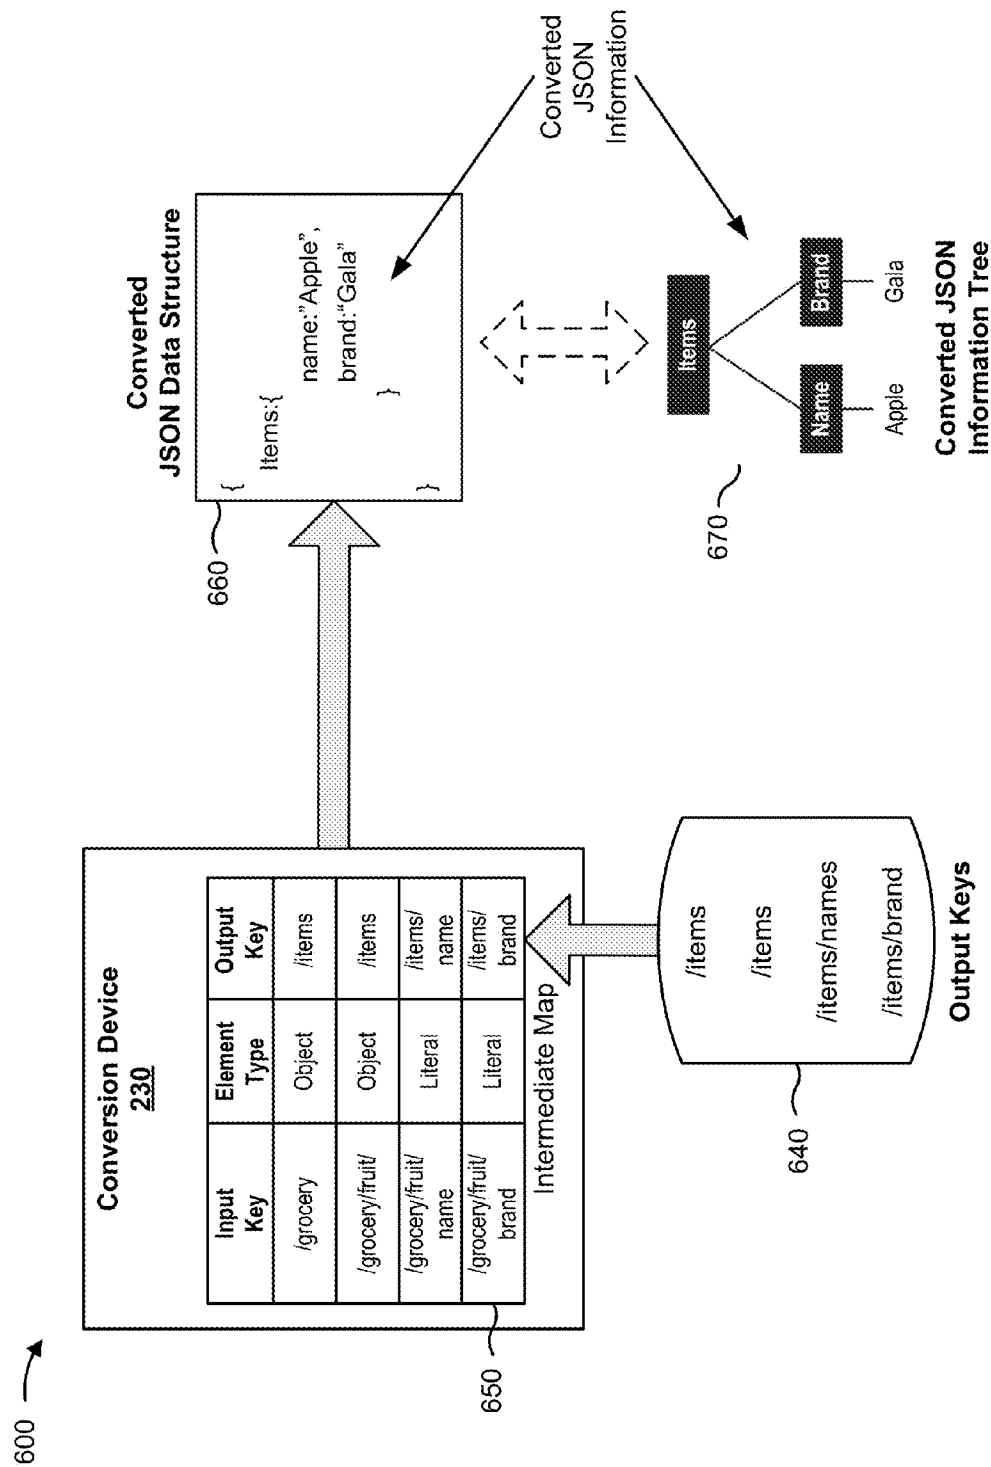 600
Conversion Device
230
Input
Key
Element
Type
Output
Key
/grocery
Object
/items
/grocery/fruit/
Object
/items
/grocery/fruit/
name
Literal
/items/
name
/grocery/fruit/
brand
Literal
/items/
brand
Intermediate Map
650
/items
/items
/items/names
/items/brand
Output Keys
640
Converted
JSON Data Structure
{
Items:{
name:"Apple",
brand:"Gala"
}
}
660
Converted
JSON
Information
Items
Name
Brand
Apple
Gala
670
Converted JSON
Information Tree